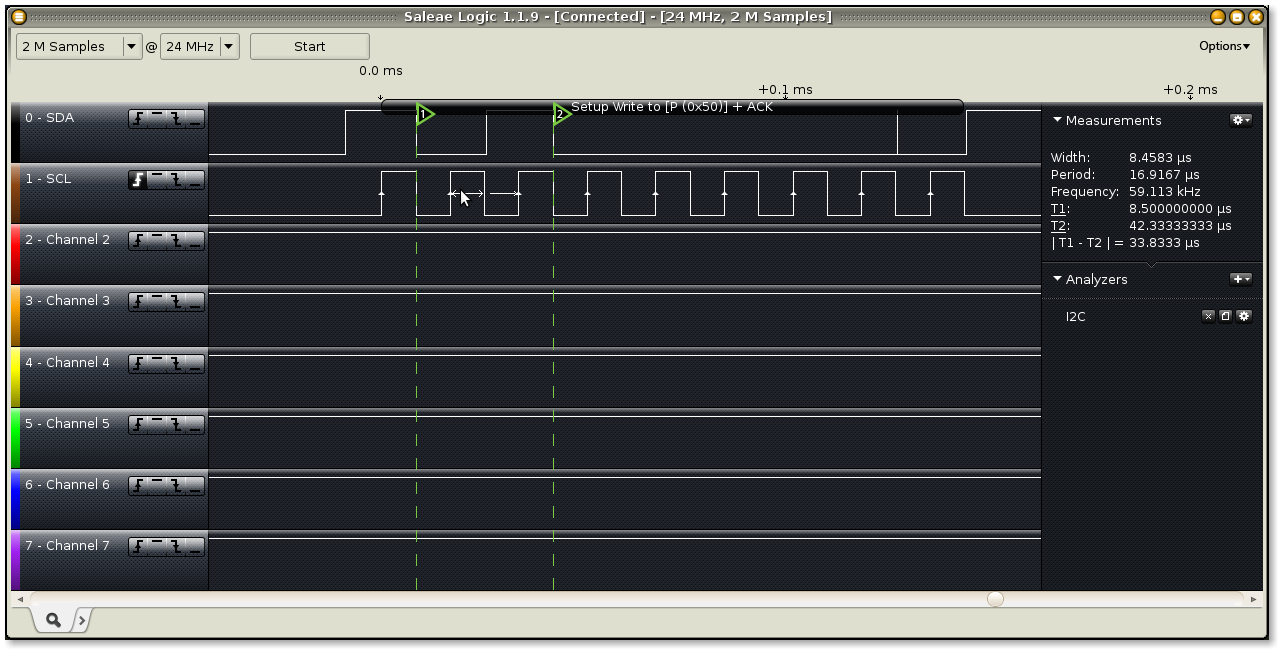 Saleae Logic 1.1.9 - [Connected] - [24 MHz, 2 M Samples]
2 M Samples @ 24 MHz Start Options
0.0 ms
+0.1 ms +0.2 ms
Setup Write to [P (0x50)] + ACK
0 - SDA
1 2
1 - SCL
2 - Channel 2
3 - Channel 3
4 - Channel 4
5 - Channel 5
6 - Channel 6
7 - Channel 7
Measurements
Width: 8.4583 µs
Period: 16.9167 µs
Frequency: 59.113 kHz
T1: 8.500000000 µs
T2: 42.33333333 µs
| T1 - T2 | = 33.8333 µs
Analyzers
I2C